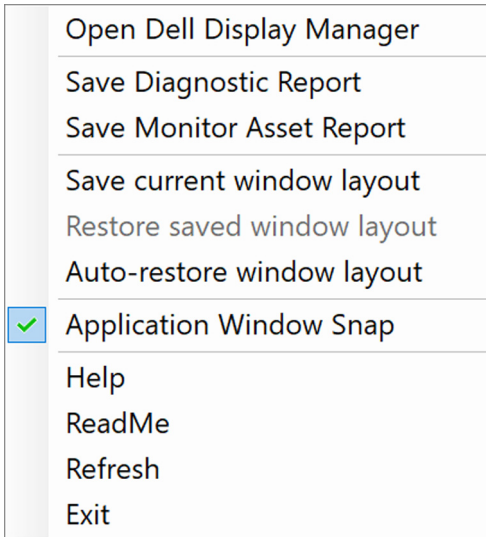 Open Dell Display Manager
Save Diagnostic Report
Save Monitor Asset Report
Save current window layout
Restore saved window layout
Auto-restore window layout
Application Window Snap
Help
ReadMe
Refresh
Exit